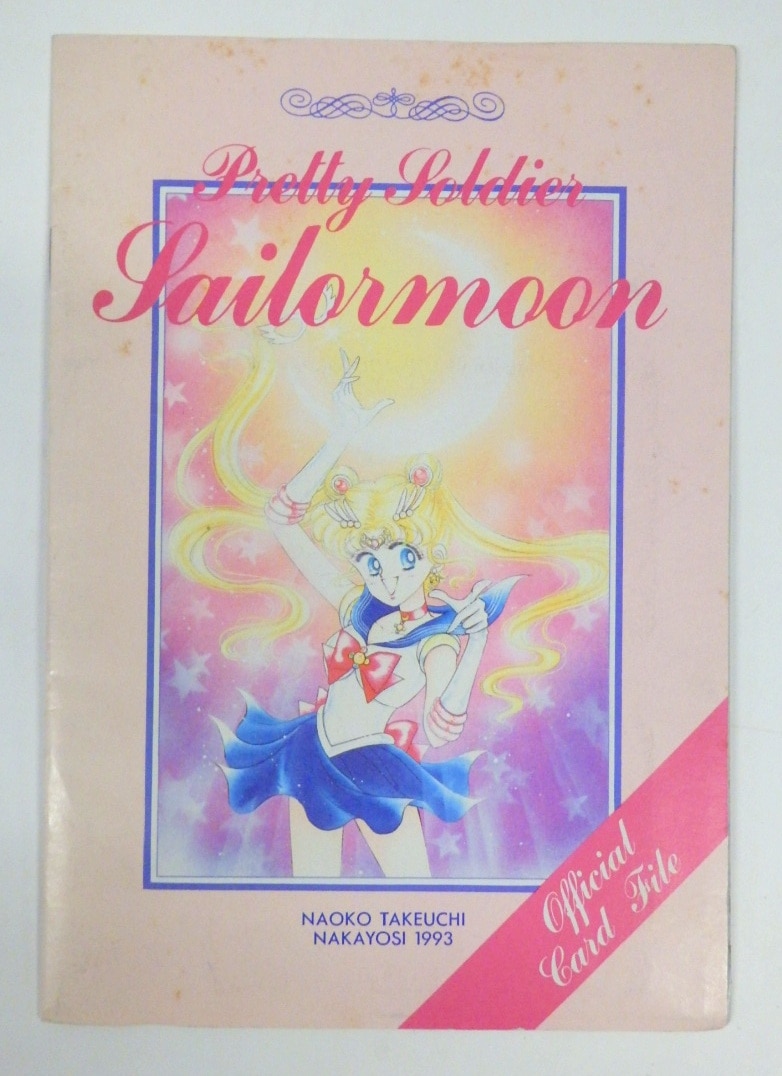 Pretty Soldier
Sailormoon
NAOKO TAKEUCHI
NAKAYOSI 1993
Official
Card File